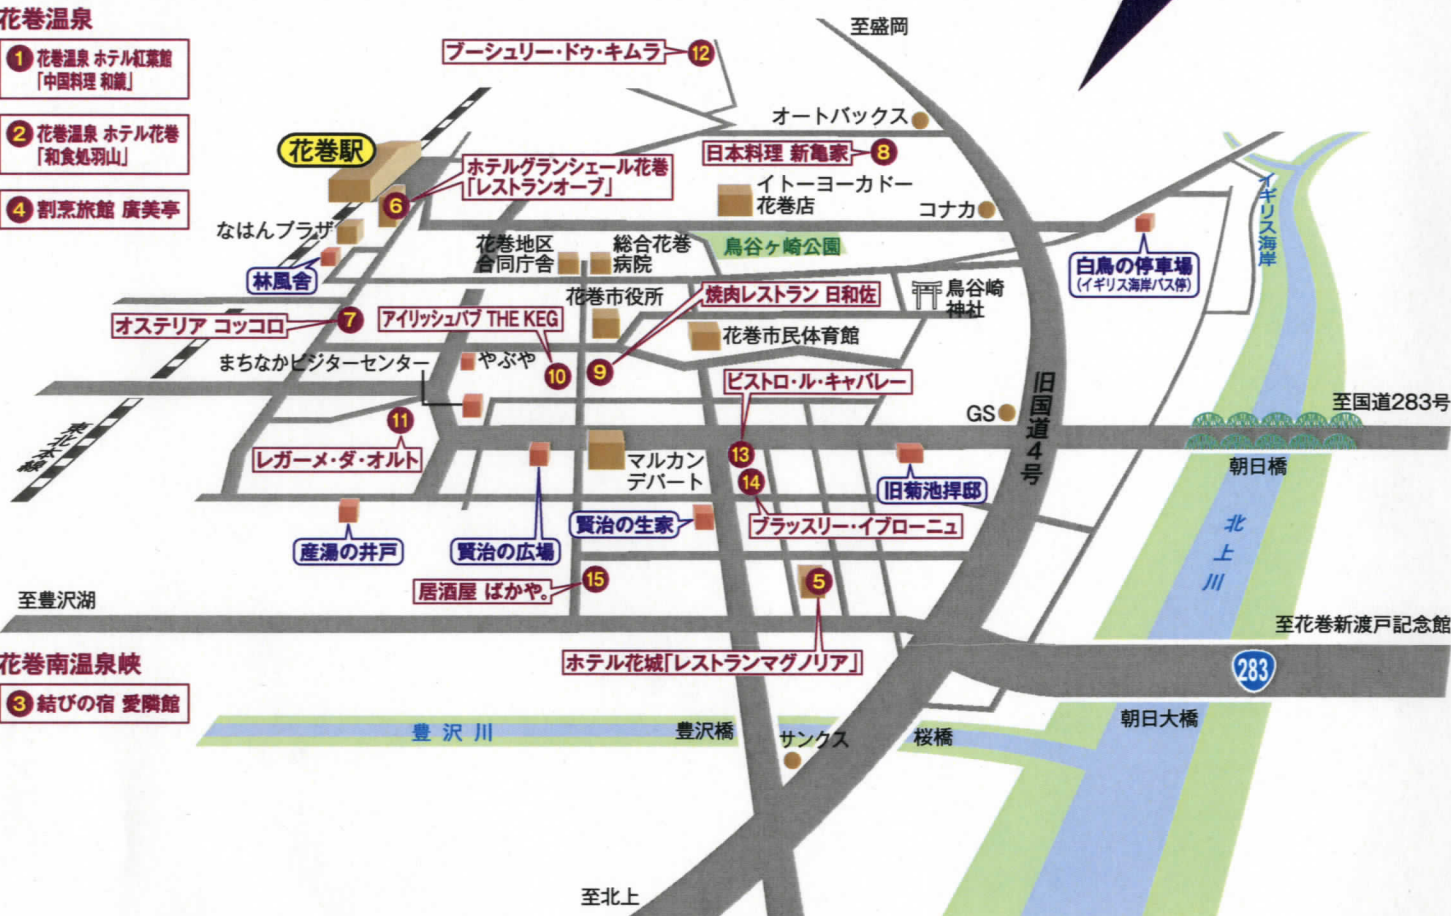 花巻温泉
1 花巻温泉 ホテル紅葉館
「中国料理 和鏡」
2 花巻温泉 ホテル花巻
「和食処羽山」
4 割烹旅館 廣美亭
ブーシュリー・ドゥ・キムラ 12
至盛岡
オートバックス
花巻駅
日本料理 新亀家 8
6 ホテルグランシェール花巻
「レストランオーブ」
イトーヨーカドー
花巻店
コナカ
なはんプラザ
林風舎
花巻地区
合同庁舎
総合花巻
病院
鳥谷ヶ崎公園
白鳥の停車場
(イギリス海岸バス停)
イギリス海岸
花巻市役所
焼肉レストラン 日和佐
鳥谷崎
神社
オステリア コッコロ 7
アイリッシュパブ THE KEG
花巻市民体育館
まちなかビジターセンター
やぶや
10
9
ビストロ・ル・キャバレー
旧国道4号
GS
至国道283号
11
レガーメ・ダ・オルト
東北本線
マルカン
デパート
13
14
旧菊池捍邸
朝日橋
産湯の井戸
賢治の広場
賢治の生家
ブラッスリー・イブローニュ
北上川
居酒屋 ばかや。 15
5
至豊沢湖
至花巻新渡戸記念館
花巻南温泉峡
3 結びの宿 愛隣館
ホテル花城「レストランマグノリア」
283
豊沢川
豊沢橋
サンクス
桜橋
朝日大橋
至北上